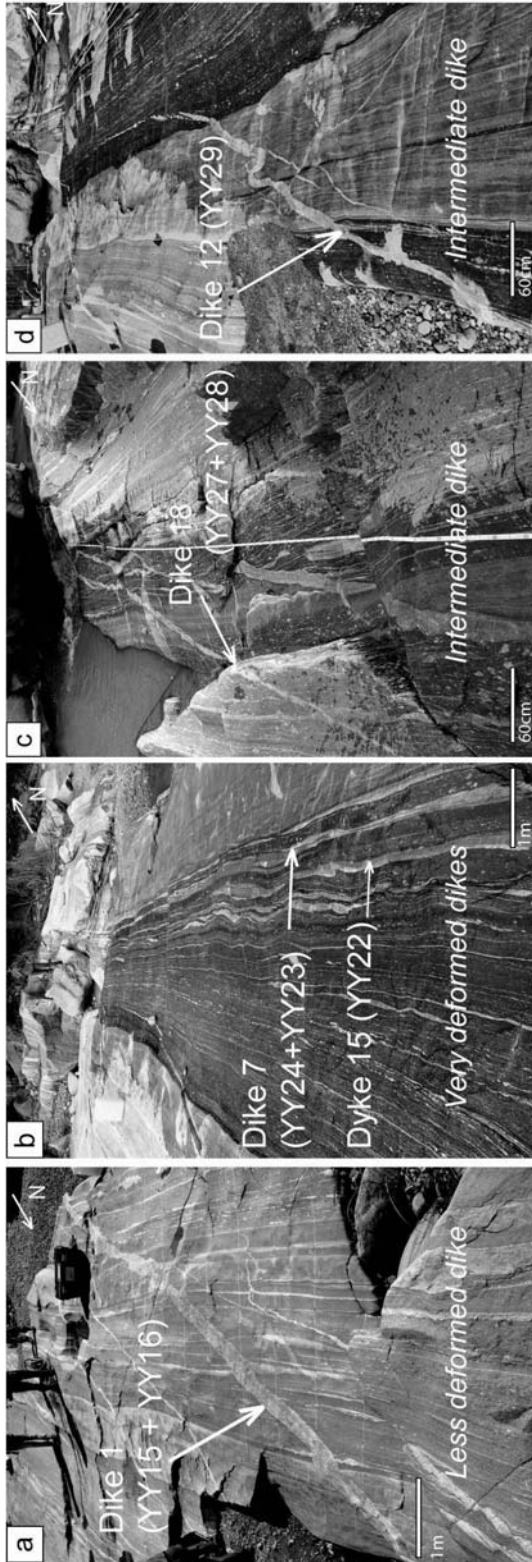 a
N
Dike 1
(YY15 + YY16)
1m
Less deformed dike
b
N
Dike 7
(YY24+YY23)
Dyke 15 (YY22)
Very deformed dikes
1m
c
N
Dike 18
(YY27+YY28)
60cm
Intermediate dike
d
N
Dike 12 (YY29)
60cm
Intermediate dike